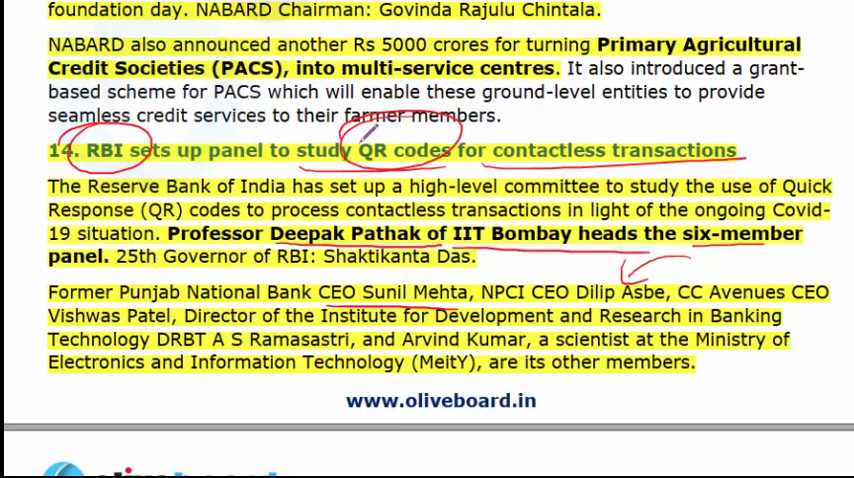 foundation day. NABARD Chairman: Govinda Rajulu Chintala.
NABARD also announced another Rs 5000 crores for turning Primary Agricultural
Credit Societies (PACS), into multi-service centres. It also introduced a grant-
based scheme for PACS which will enable these ground-level entities to provide
seamless credit services to their farmer members.
14. RBI sets up panel to study QR codes for contactless transactions
The Reserve Bank of India has set up a high-level committee to study the use of Quick
Response (QR) codes to process contactless transactions in light of the ongoing Covid-
19 situation. Professor Deepak Pathak of IIT Bombay heads the six-member
panel. 25th Governor of RBI: Shaktikanta Das.
Former Punjab National Bank CEO Sunil Mehta, NPCI CEO Dilip Asbe, CC Avenues CEO
Vishwas Patel, Director of the Institute for Development and Research in Banking
Technology DRBT A S Ramasastri, and Arvind Kumar, a scientist at the Ministry of
Electronics and Information Technology (MeitY), are its other members.
www.oliveboard.in